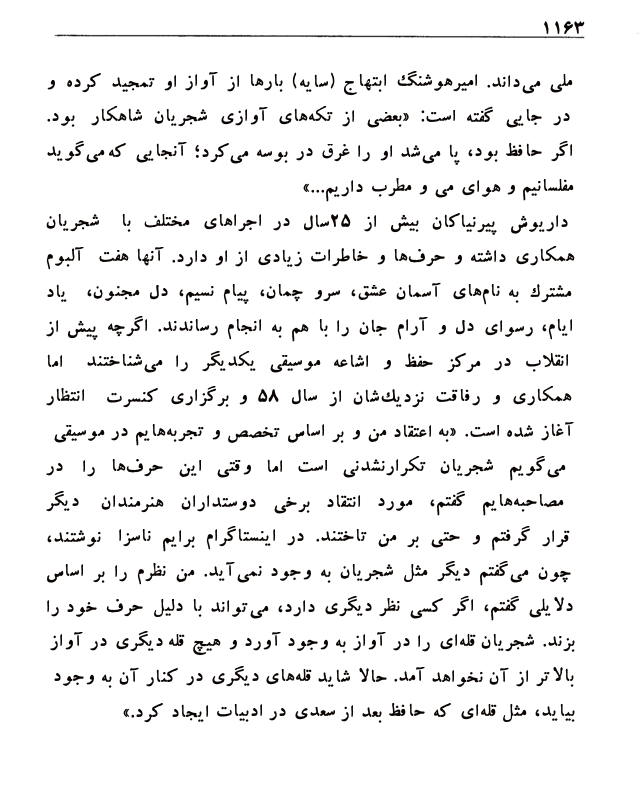 ۱۱۶۳
ملی می‌داند. امیرهوشنگ ابتهاج (سایه) بارها از آواز او تمجید کرده و
در جایی گفته است: «بعضی از تکه‌های آوازی شجریان شاهکار بود.
اگر حافظ بود، پا می‌شد او را غرق در بوسه می‌کرد؛ آنجایی که می‌گوید
مفلسانیم و هوای می و مطرب داریم...»
داریوش پیرنیاکان بیش از ۲۵سال در اجراهای مختلف با شجریان
همکاری داشته و حرف‌ها و خاطرات زیادی از او دارد. آنها هفت آلبوم
مشترك به نام‌های آسمان عشق، سرو چمان، پیام نسیم، دل مجنون، یاد
ایام، رسوای دل و آرام جان را با هم به انجام رساندند. اگرچه پیش از
انقلاب در مرکز حفظ و اشاعه موسیقی یکدیگر را می‌شناختند اما
همکاری و رفاقت نزدیك‌شان از سال ۵۸ و برگزاری کنسرت انتظار
آغاز شده است. «به اعتقاد من و بر اساس تخصص و تجربه‌هایم در موسیقی
می‌گویم شجریان تکرارنشدنی است اما وقتی این حرف‌ها را در
مصاحبه‌هایم گفتم، مورد انتقاد برخی دوستداران هنرمندان دیگر
قرار گرفتم و حتی بر من تاختند. در اینستاگرام برایم ناسزا نوشتند،
چون می‌گفتم دیگر مثل شجریان به وجود نمی‌آید. من نظرم را بر اساس
دلایلی گفتم، اگر کسی نظر دیگری دارد، می‌تواند با دلیل حرف خود را
بزند. شجریان قله‌ای را در آواز به وجود آورد و هیچ قله دیگری در آواز
بالاتر از آن نخواهد آمد. حالا شاید قله‌های دیگری در کنار آن به وجود
بیاید، مثل قله‌ای که حافظ بعد از سعدی در ادبیات ایجاد کرد.»